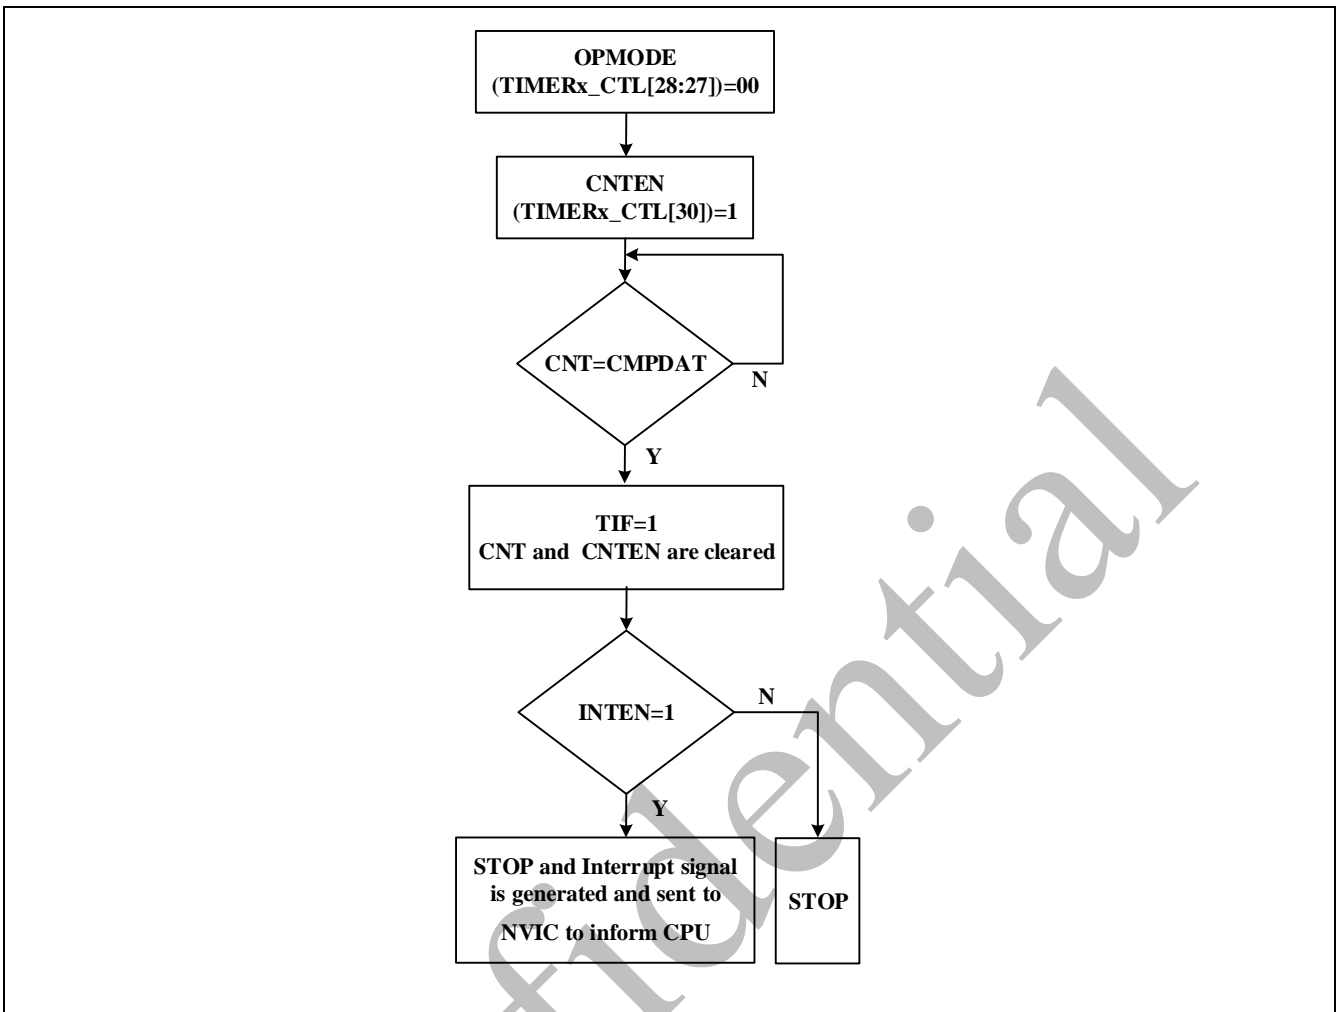 OPMODE
(TIMERx_CTL[28:27])=00
CNTEN
(TIMERx_CTL[30])=1
CNT=CMPDAT
N
Y
TIF=1
CNT and CNTEN are cleared
INTEN=1
N
Y
STOP and Interrupt signal
is generated and sent to
NVIC to inform CPU
STOP
fidential